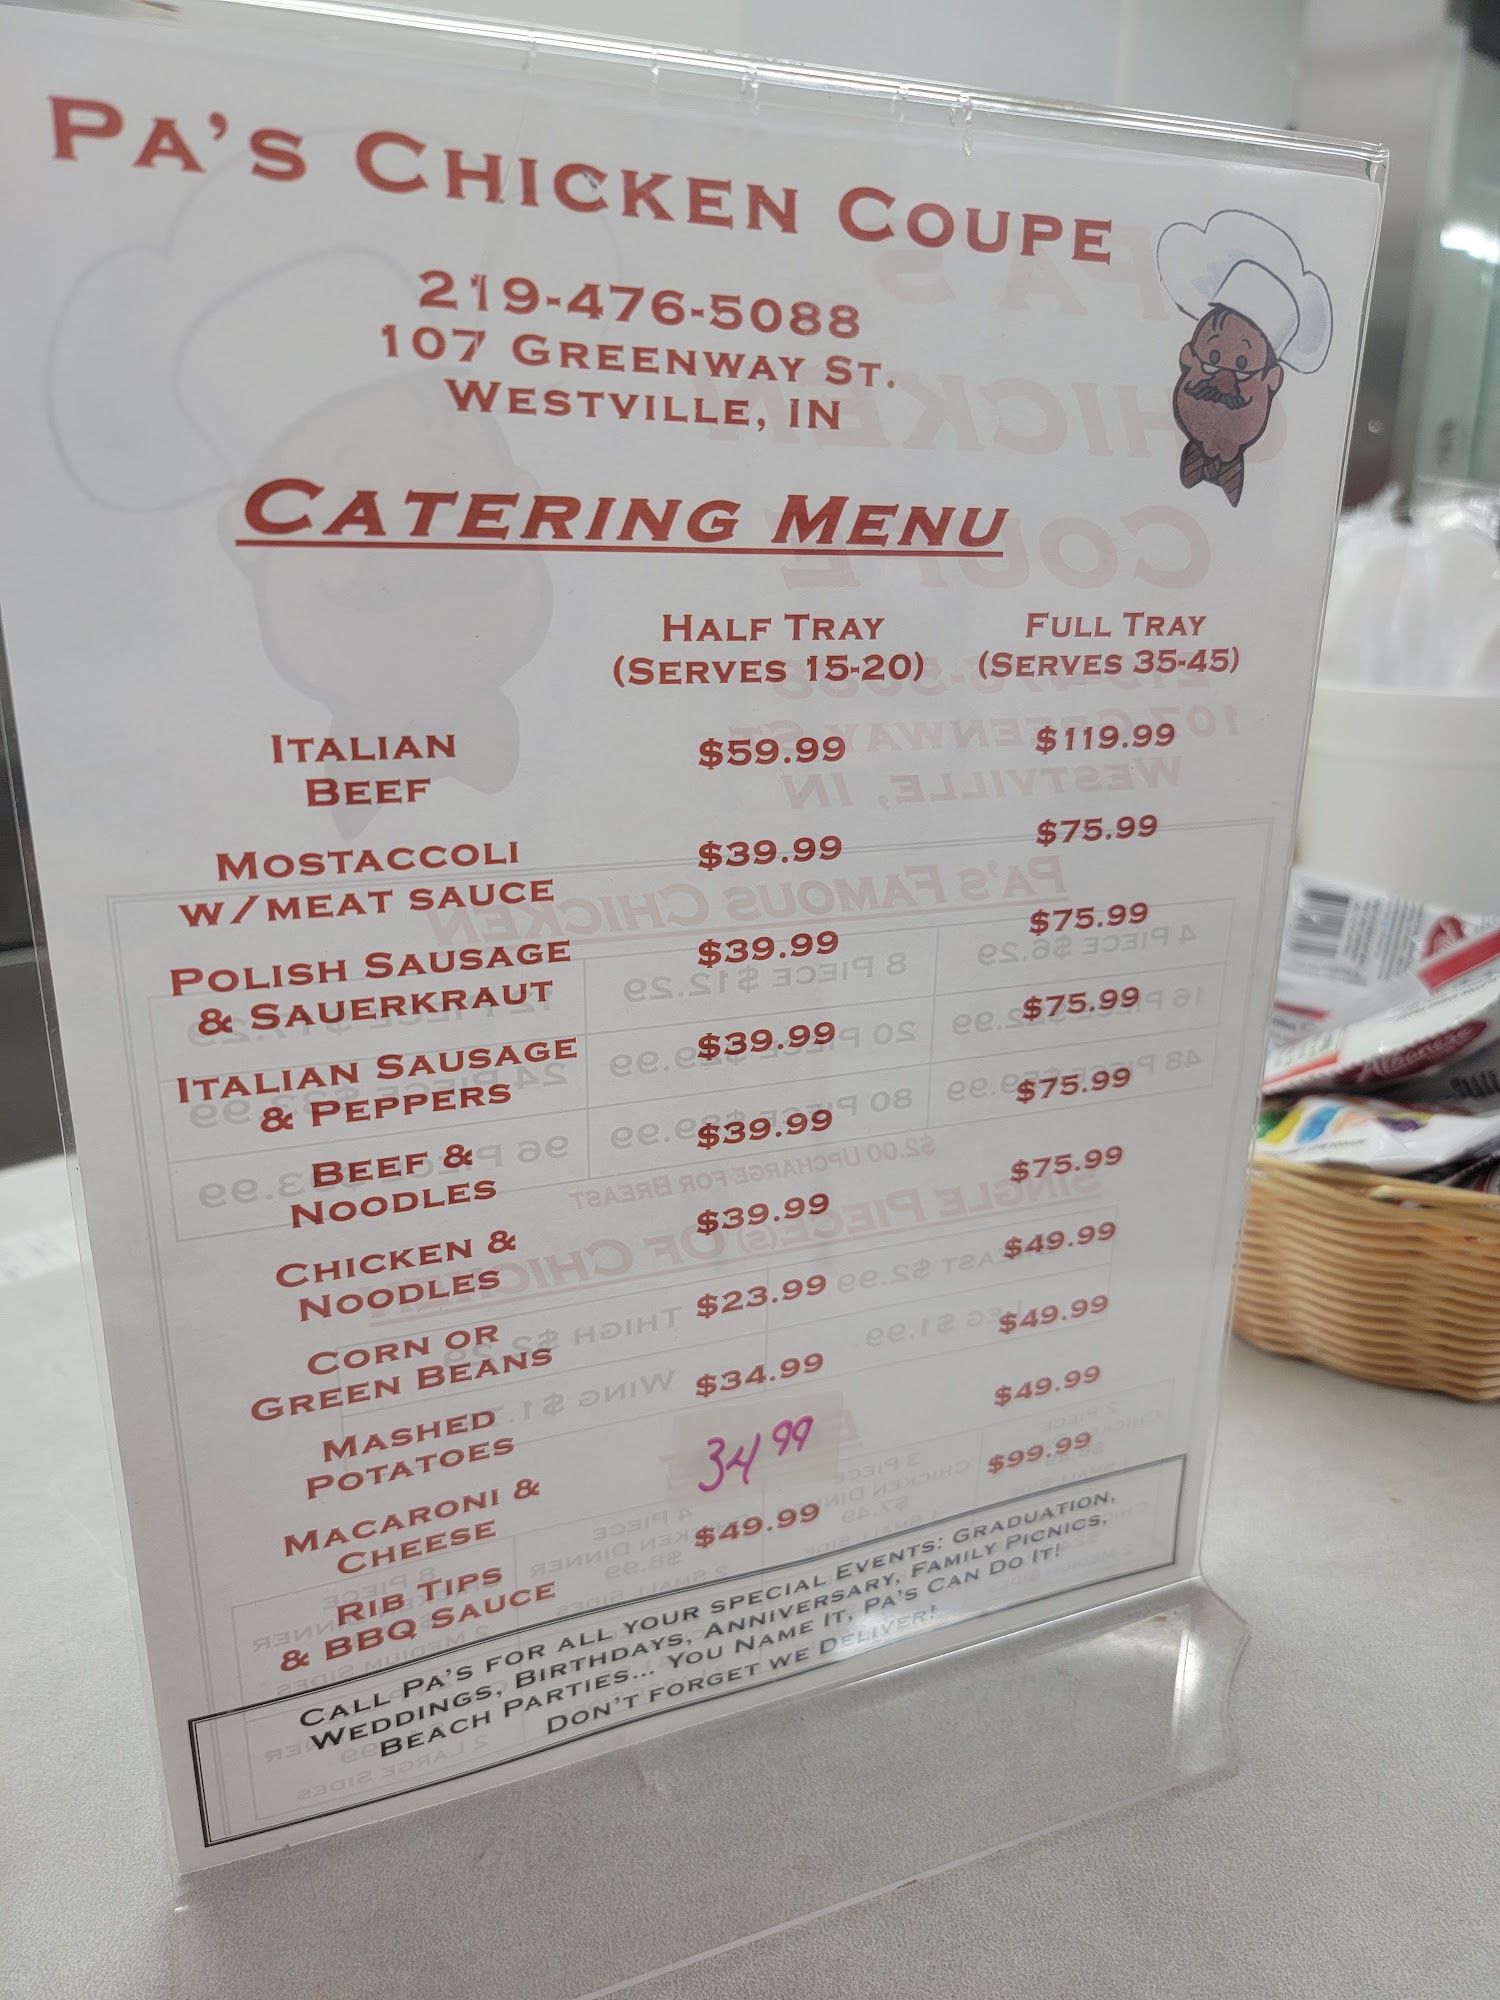 PA'S CHICKEN COUPE
219-476-5088
107 GREENWAY ST.
WESTVILLE, IN
CATERING MENU
HALF TRAY FULL TRAY
(SERVES 15-20) (SERVES 35-45)
ITALIAN BEEF $59.99 $119.99
MOSTACCOLI W/MEAT SAUCE $39.99 $75.99
POLISH SAUSAGE & SAUERKRAUT $39.99 $75.99
ITALIAN SAUSAGE & PEPPERS $39.99 $75.99
BEEF & NOODLES $39.99 $75.99
CHICKEN & NOODLES $39.99 $75.99
CORN OR GREEN BEANS $23.99 $49.99
MASHED POTATOES $34.99 $49.99
MACARONI & CHEESE 34 99 $49.99
RIB TIPS & BBQ SAUCE $49.99 $99.99
CALL PA'S FOR ALL YOUR SPECIAL EVENTS: GRADUATION,
WEDDINGS, BIRTHDAYS, ANNIVERSARY, FAMILY PICNICS,
BEACH PARTIES... YOU NAME IT, PA'S CAN DO IT!
DON'T FORGET WE DELIVER!
Albanese